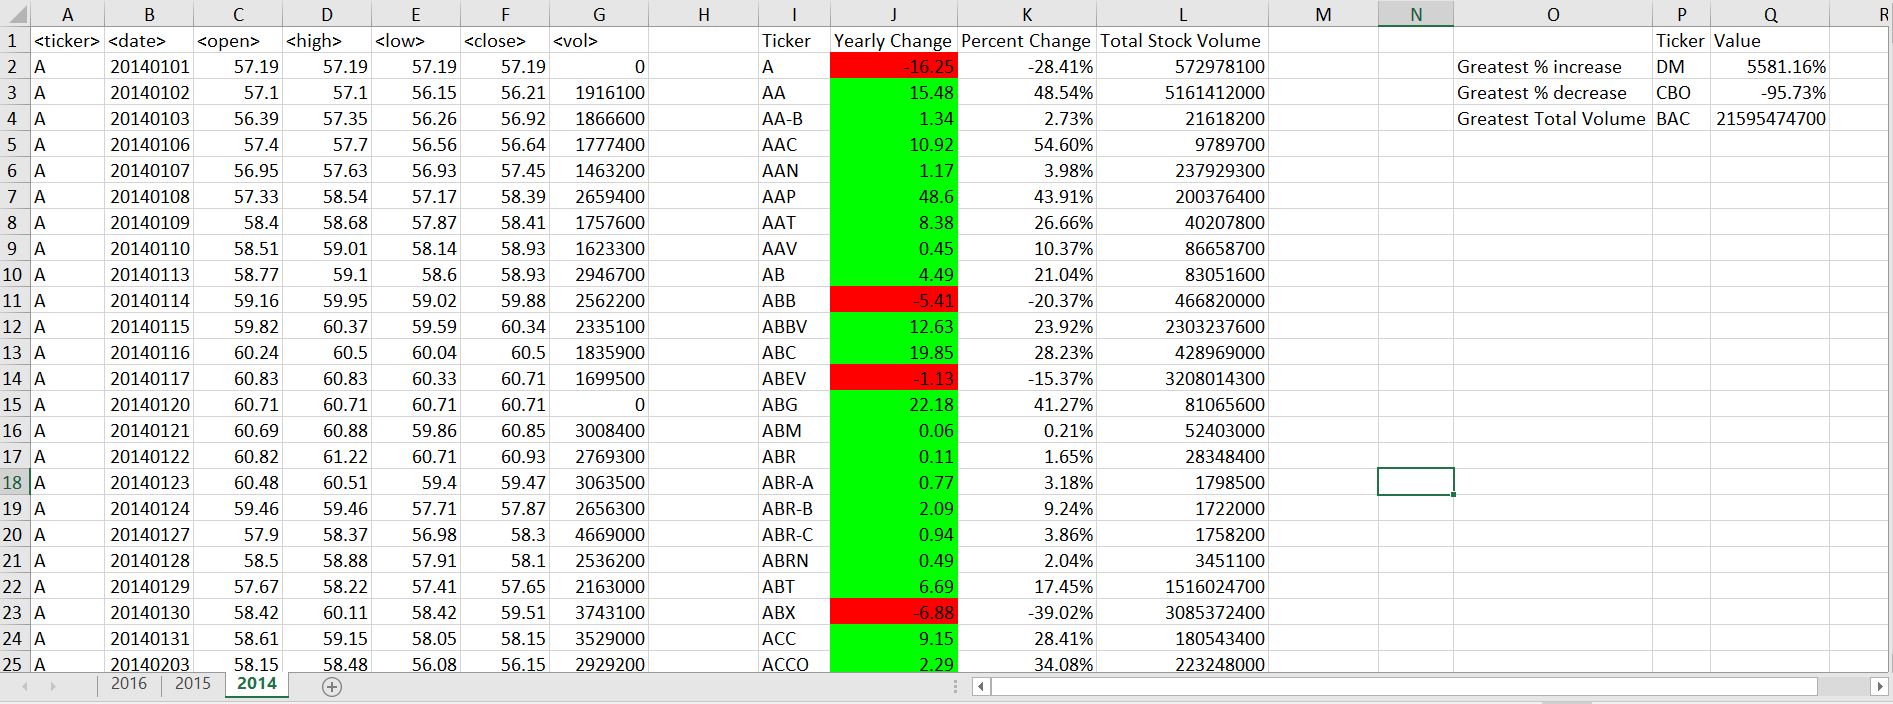 A B C D E F G H I J K L M N O P Q R
1 <ticker> <date> <open> <high> <low> <close> <vol> Ticker Yearly Change Percent Change Total Stock Volume Ticker Value
2 A 20140101 57.19 57.19 57.19 57.19 0 A -16.25 -28.41% 572978100 Greatest % increase DM 5581.16%
3 A 20140102 57.1 57.1 56.15 56.21 1916100 AA 15.48 48.54% 5161412000 Greatest % decrease CBO -95.73%
4 A 20140103 56.39 57.35 56.26 56.92 1866600 AA-B 1.34 2.73% 21618200 Greatest Total Volume BAC 21595474700
5 A 20140106 57.4 57.7 56.56 56.64 1777400 AAC 10.92 54.60% 9789700
6 A 20140107 56.95 57.63 56.93 57.45 1463200 AAN 1.17 3.98% 237929300
7 A 20140108 57.33 58.54 57.17 58.39 2659400 AAP 48.6 43.91% 200376400
8 A 20140109 58.4 58.68 57.87 58.41 1757600 AAT 8.38 26.66% 40207800
9 A 20140110 58.51 59.01 58.14 58.93 1623300 AAV 0.45 10.37% 86658700
10 A 20140113 58.77 59.1 58.6 58.93 2946700 AB 4.49 21.04% 83051600
11 A 20140114 59.16 59.95 59.02 59.88 2562200 ABB -5.41 -20.37% 466820000
12 A 20140115 59.82 60.37 59.59 60.34 2335100 ABBV 12.63 23.92% 2303237600
13 A 20140116 60.24 60.5 60.04 60.5 1835900 ABC 19.85 28.23% 428969000
14 A 20140117 60.83 60.83 60.33 60.71 1699500 ABEV -1.13 -15.37% 3208014300
15 A 20140120 60.71 60.71 60.71 60.71 0 ABG 22.18 41.27% 81065600
16 A 20140121 60.69 60.88 59.86 60.85 3008400 ABM 0.06 0.21% 52403000
17 A 20140122 60.82 61.22 60.71 60.93 2769300 ABR 0.11 1.65% 28348400
18 A 20140123 60.48 60.51 59.4 59.47 3063500 ABR-A 0.77 3.18% 1798500
19 A 20140124 59.46 59.46 57.71 57.87 2656300 ABR-B 2.09 9.24% 1722000
20 A 20140127 57.9 58.37 56.98 58.3 4669000 ABR-C 0.94 3.86% 1758200
21 A 20140128 58.5 58.88 57.91 58.1 2536200 ABRN 0.49 2.04% 3451100
22 A 20140129 57.67 58.22 57.41 57.65 2163000 ABT 6.69 17.45% 1516024700
23 A 20140130 58.42 60.11 58.42 59.51 3743100 ABX -6.88 -39.02% 3085372400
24 A 20140131 58.61 59.15 58.05 58.15 3529000 ACC 9.15 28.41% 180543400
25 A 20140203 58.15 58.48 56.08 56.15 2929200 ACCO 2.29 34.08% 223248000
2016 2015 2014